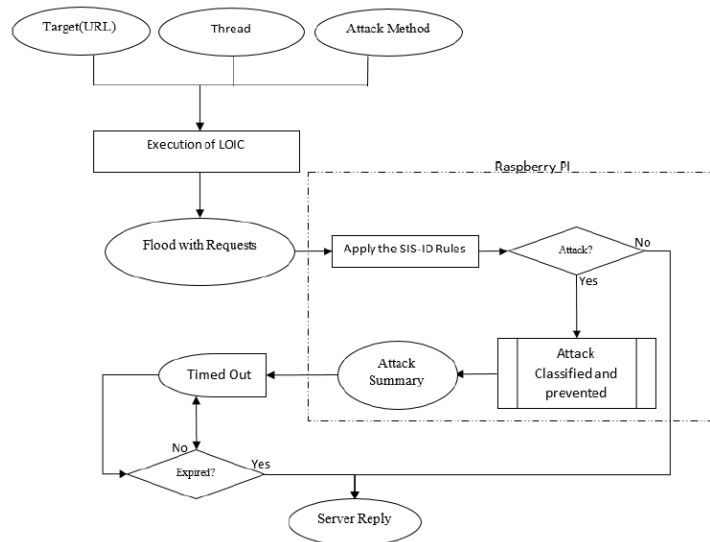 Target(URL)
Thread
Attack Method
Execution of LOIC
Raspberry PI
Flood with Requests
Apply the SIS-ID Rules
Attack?
No
Yes
Attack
Classified and
prevented
Attack
Summary
Timed Out
No
Expired?
Yes
Server Reply